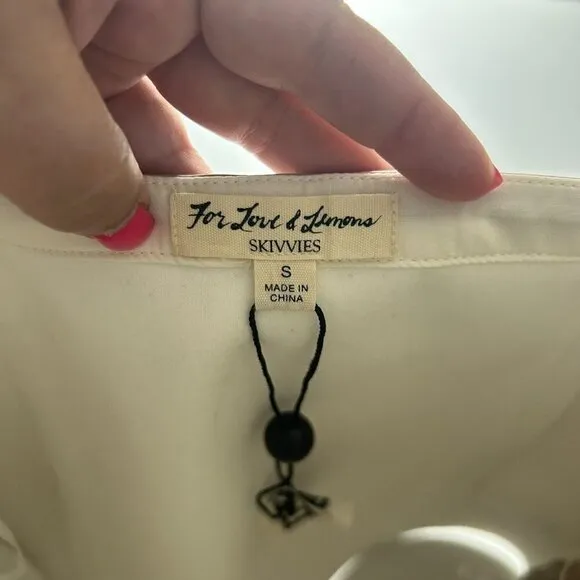 For Love & Lemons
SKIVVIES
S
MADE IN
CHINA